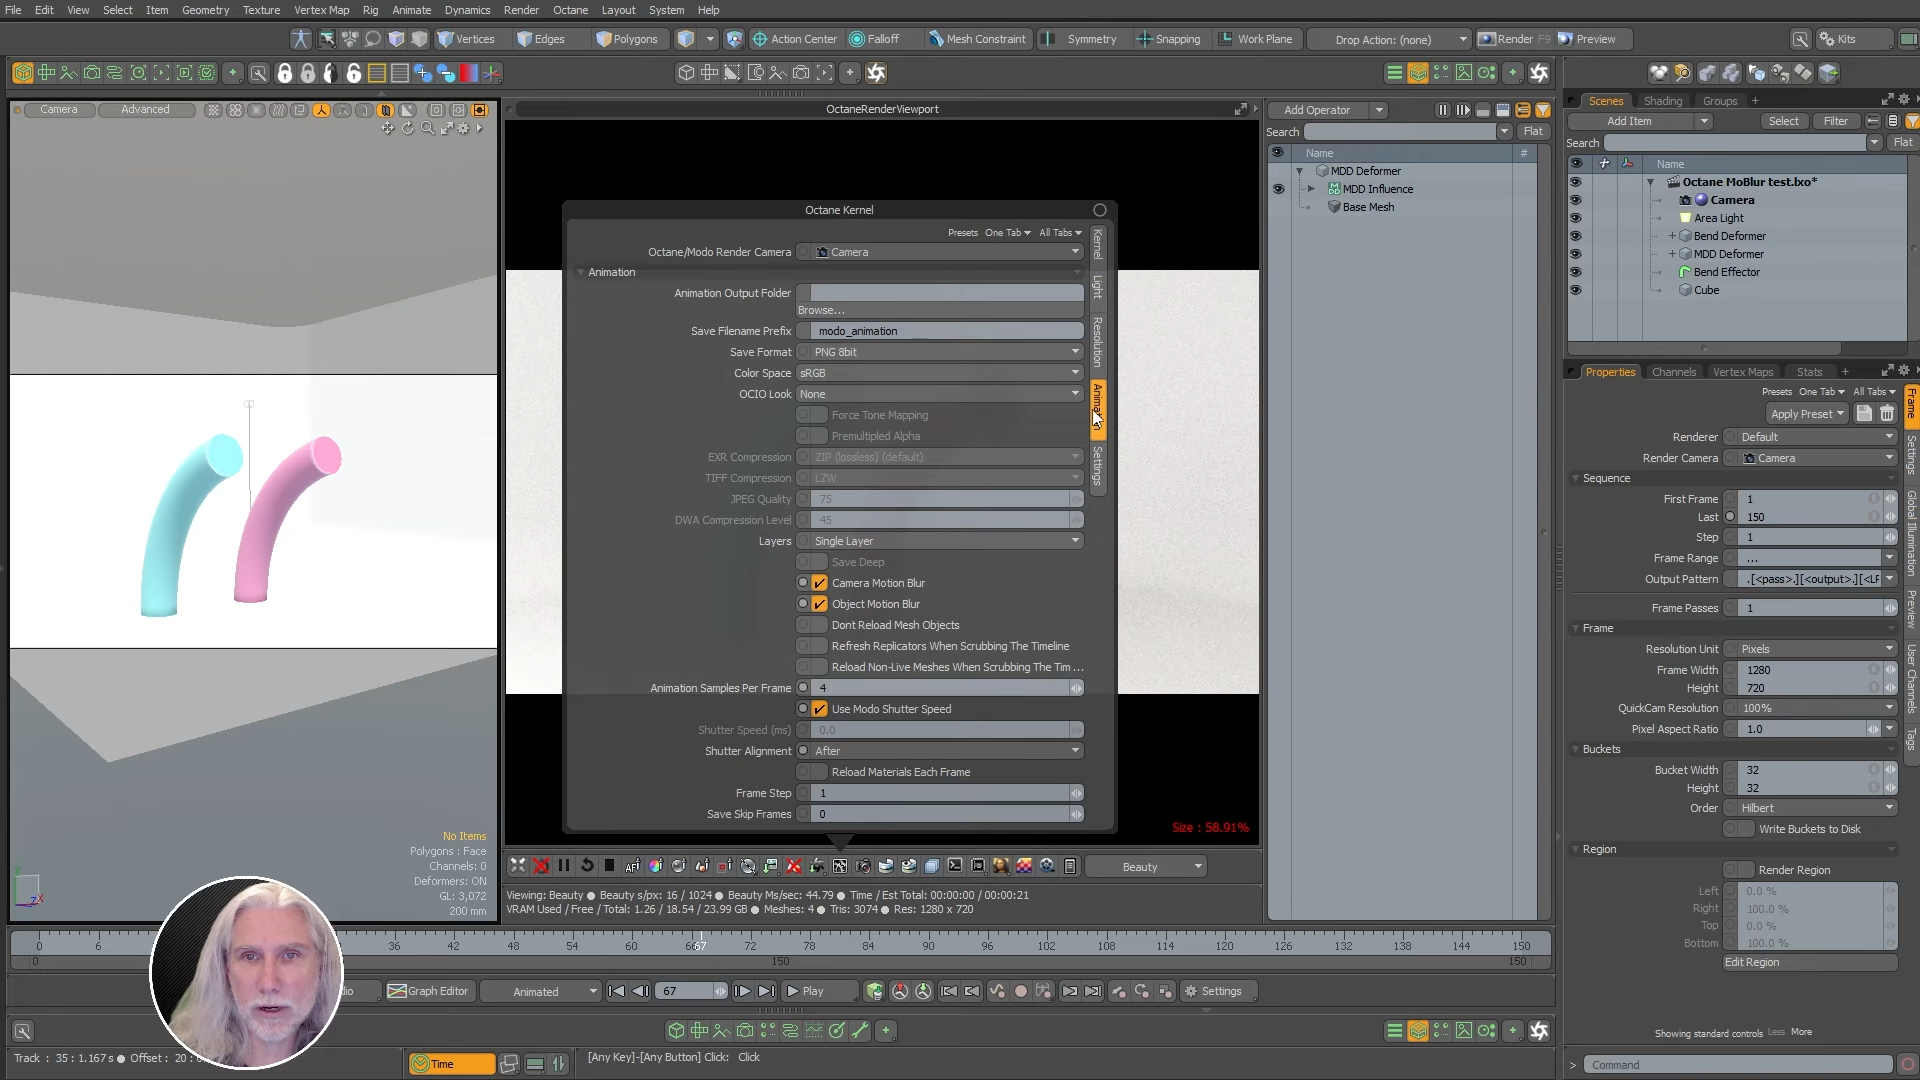 File Edit View Select Item Geometry Texture Vertex Map Rig Animate Dynamics Render Octane Layout System Help
Vertices Edges Polygons Action Center Falloff Mesh Constraint Symmetry Snapping Work Plane Drop Action: (none) Render F9 Preview Kits
Camera Advanced
OctaneRenderViewport
Add Operator
Search Flat
Name #
MDD Deformer
MDD Influence
Base Mesh
Scenes Shading Groups +
Add Item Select Filter
Search Flat
Name
Octane MoBlur test.lxo*
Camera
Area Light
Bend Deformer
MDD Deformer
Bend Effector
Cube
Octane Kernel
Presets One Tab All Tabs
Octane/Modo Render Camera Camera
Animation
Animation Output Folder
Browse...
Save Filename Prefix modo_animation
Save Format PNG 8bit
Color Space sRGB
OCIO Look None
Force Tone Mapping
Premultipled Alpha
EXR Compression ZIP (lossless) (default)
TIFF Compression LZW
JPEG Quality 75
DWA Compression Level 45
Layers Single Layer
Save Deep
Camera Motion Blur
Object Motion Blur
Dont Reload Mesh Objects
Refresh Replicators When Scrubbing The Timeline
Reload Non-Live Meshes When Scrubbing The Tim ...
Animation Samples Per Frame 4
Use Modo Shutter Speed
Shutter Speed (ms) 0.0
Shutter Alignment After
Reload Materials Each Frame
Frame Step 1
Save Skip Frames 0
Kernel
Light
Resolution
Settings
Properties Channels Vertex Maps Stats +
Presets One Tab All Tabs
Apply Preset
Renderer Default
Render Camera Camera
Sequence
First Frame 1
Last 150
Step 1
Frame Range ...
Output Pattern .[<pass>.][<output>.][<LR
Frame Passes 1
Frame
Resolution Unit Pixels
Frame Width 1280
Height 720
QuickCam Resolution 100%
Pixel Aspect Ratio 1.0
Buckets
Bucket Width 32
Height 32
Order Hilbert
Write Buckets to Disk
Region
Render Region
Left 0.0 %
Right 100.0 %
Top 0.0 %
Bottom 100.0 %
Edit Region
Showing standard controls Less More
Frame
Settings
Global Illumination
Preview
User Channels
Tags
No Items
Polygons : Face
Channels: 0
Deformers: ON
GL: 3,072
200 mm
Size : 58.91%
Beauty
Viewing: Beauty Beauty s/px: 16 / 1024 Beauty Ms/sec: 44.79 Time / Est Total: 00:00:00 / 00:00:21
VRAM Used / Free / Total: 1.26 / 18.54 / 23.99 GB Meshes: 4 Tris: 3074 Res: 1280 x 720
0 6 36 42 48 54 60 67 72 78 84 90 96 102 108 114 120 126 132 138 144 150
0 150 150
Graph Editor Animated 67 Play Settings
Track : 35 : 1.167 s Offset : 20 :
Time
[Any Key]-[Any Button] Click: Click
> Command